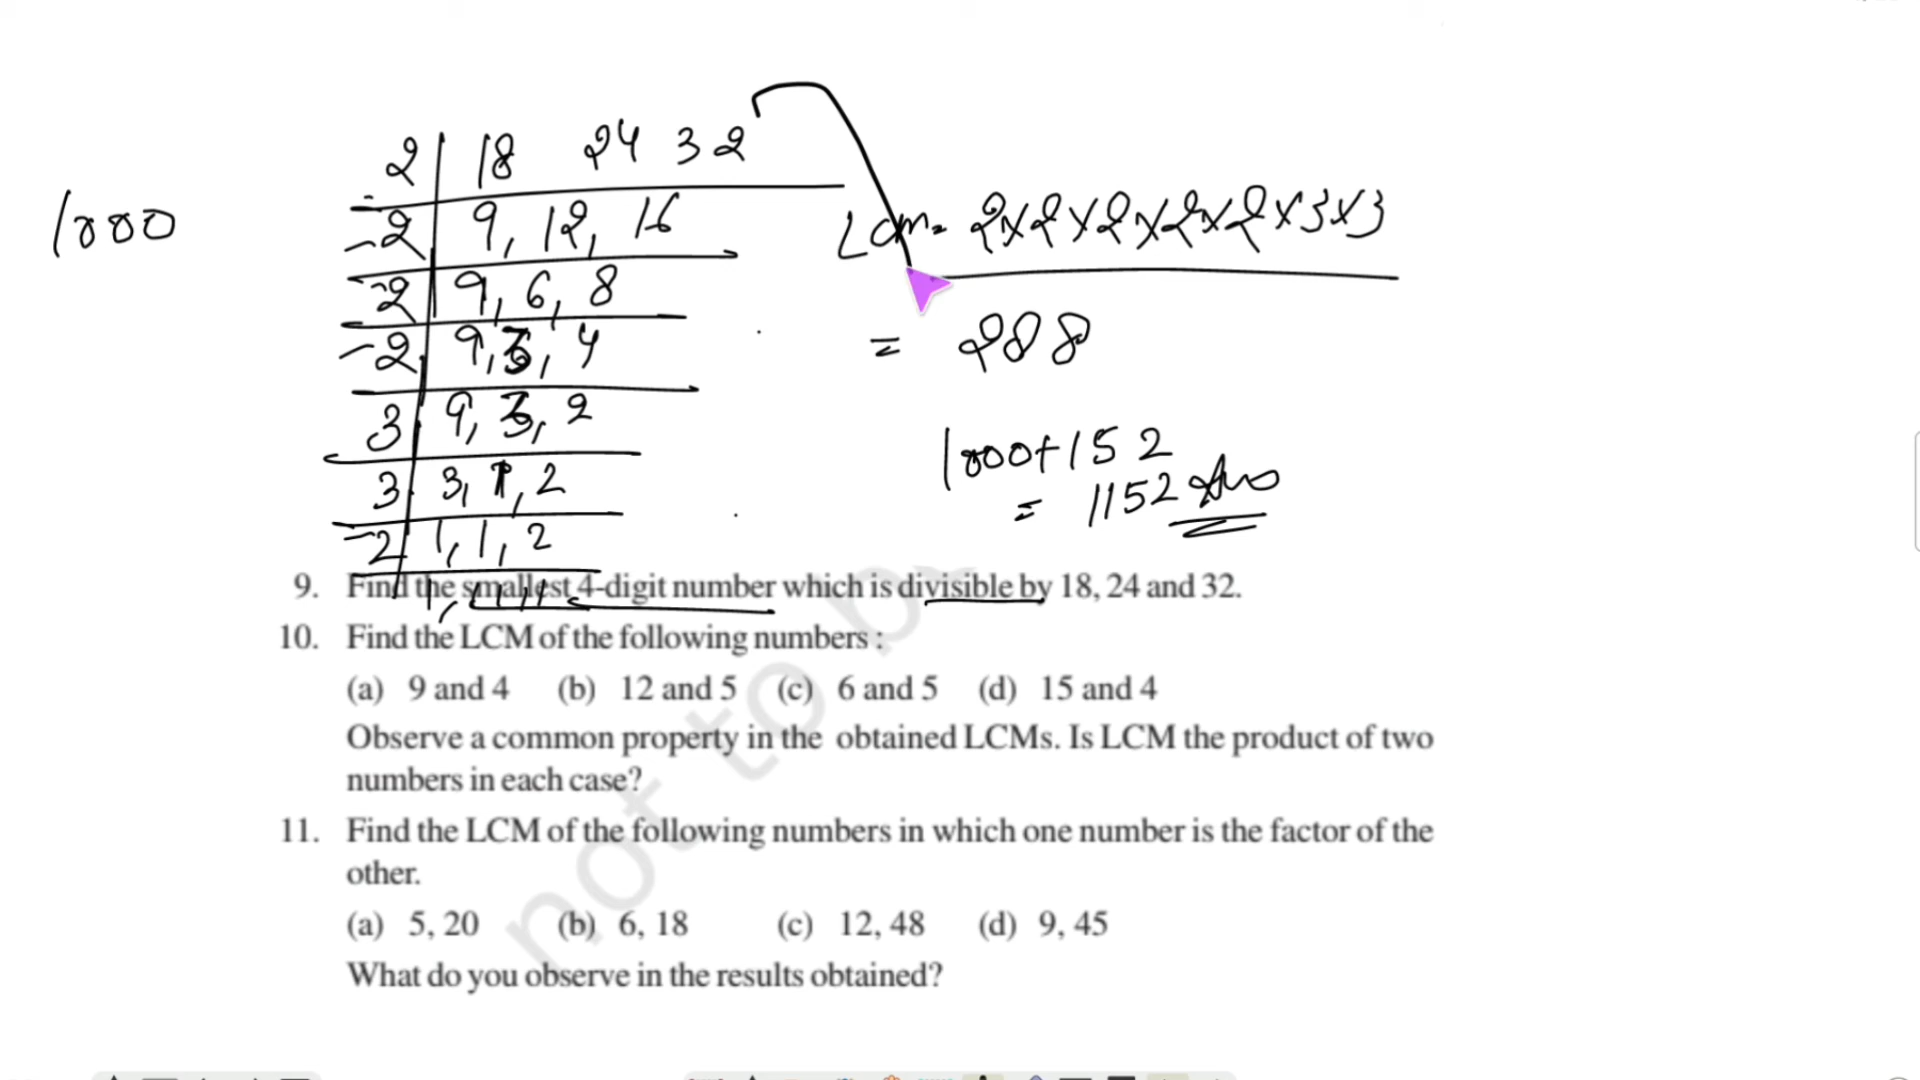 1000
2 | 18 24 32
2 | 9, 12, 16
2 | 9, 6, 8
2 | 9, 3, 4
3 | 9, 3, 2
3 | 3, 1, 2
2 | 1, 1, 2
1, 1, 1
Lcm = 2×2×2×2×2×3×3
= 288
1000+152
= 1152 Ans
9. Find the smallest 4-digit number which is divisible by 18, 24 and 32.
10. Find the LCM of the following numbers :
(a) 9 and 4 (b) 12 and 5 (c) 6 and 5 (d) 15 and 4
Observe a common property in the obtained LCMs. Is LCM the product of two
numbers in each case?
11. Find the LCM of the following numbers in which one number is the factor of the
other.
(a) 5, 20 (b) 6, 18 (c) 12, 48 (d) 9, 45
What do you observe in the results obtained?
not to b